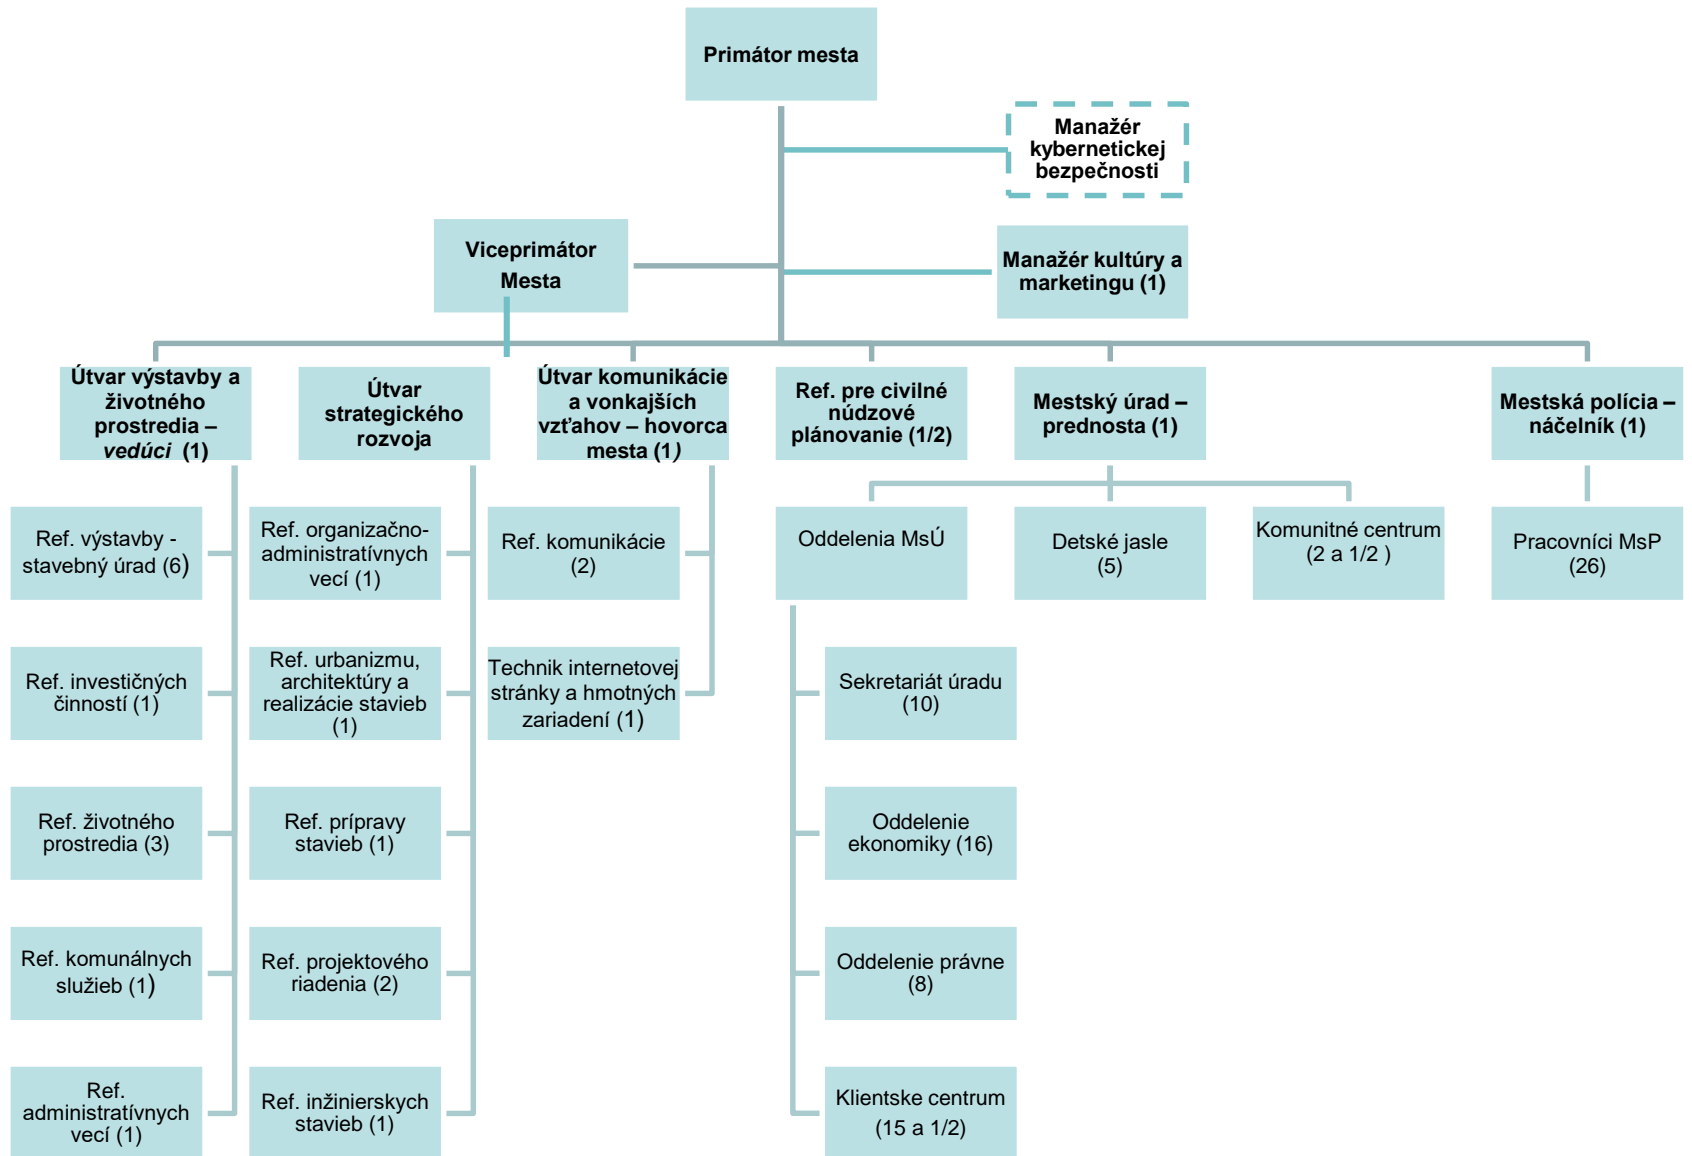 Primátor mesta
Manažér
kybernetickej
bezpečnosti
Viceprimátor
Mesta
Manažér kultúry a
marketingu (1)
Útvar výstavby a
životného
prostredia –
vedúci (1)
Útvar
strategického
rozvoja
Útvar komunikácie
a vonkajších
vzťahov – hovorca
mesta (1)
Ref. pre civilné
núdzové
plánovanie (1/2)
Mestský úrad –
prednosta (1)
Mestská polícia –
náčelník (1)
Ref. výstavby -
stavebný úrad (6)
Ref. organizačno-
administratívnych
vecí (1)
Ref. komunikácie
(2)
Oddelenia MsÚ
Detské jasle
(5)
Komunitné centrum
(2 a 1/2 )
Pracovníci MsP
(26)
Ref. investičných
činností (1)
Ref. urbanizmu,
architektúry a
realizácie stavieb
(1)
Technik internetovej
stránky a hmotných
zariadení (1)
Sekretariát úradu
(10)
Ref. životného
prostredia (3)
Ref. prípravy
stavieb (1)
Oddelenie
ekonomiky (16)
Ref. komunálnych
služieb (1)
Ref. projektového
riadenia (2)
Oddelenie právne
(8)
Ref.
administratívnych
vecí (1)
Ref. inžinierskych
stavieb (1)
Klientske centrum
(15 a 1/2)